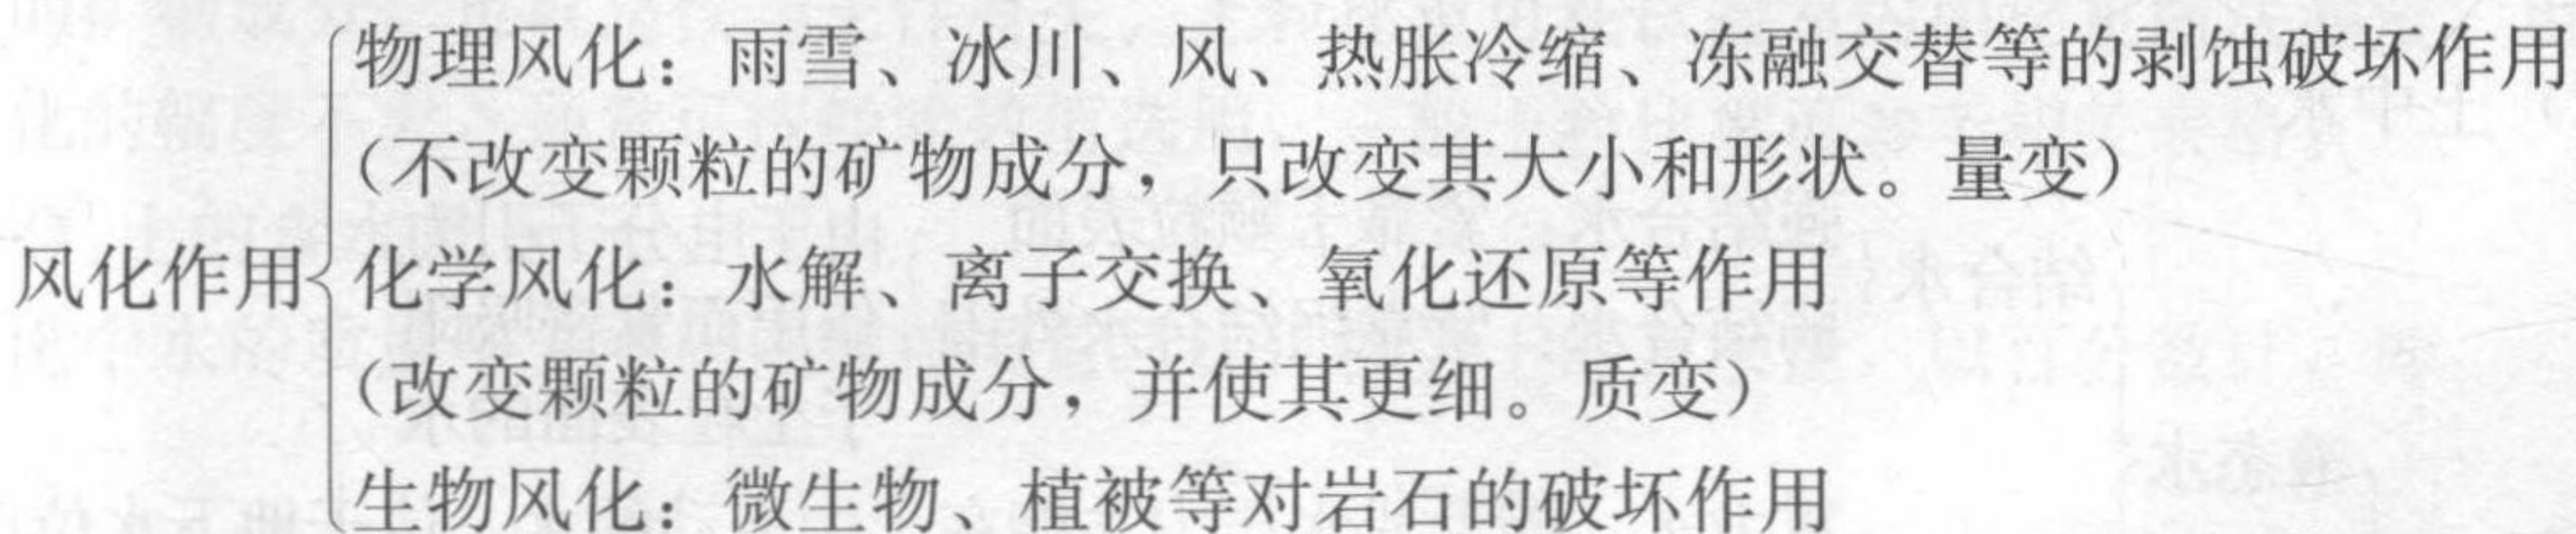 物理风化：雨雪、冰川、风、热胀冷缩、冻融交替等的剥蚀破坏作用
（不改变颗粒的矿物成分，只改变其大小和形状。量变）
风化作用 化学风化：水解、离子交换、氧化还原等作用
（改变颗粒的矿物成分，并使其更细。质变）
生物风化：微生物、植被等对岩石的破坏作用